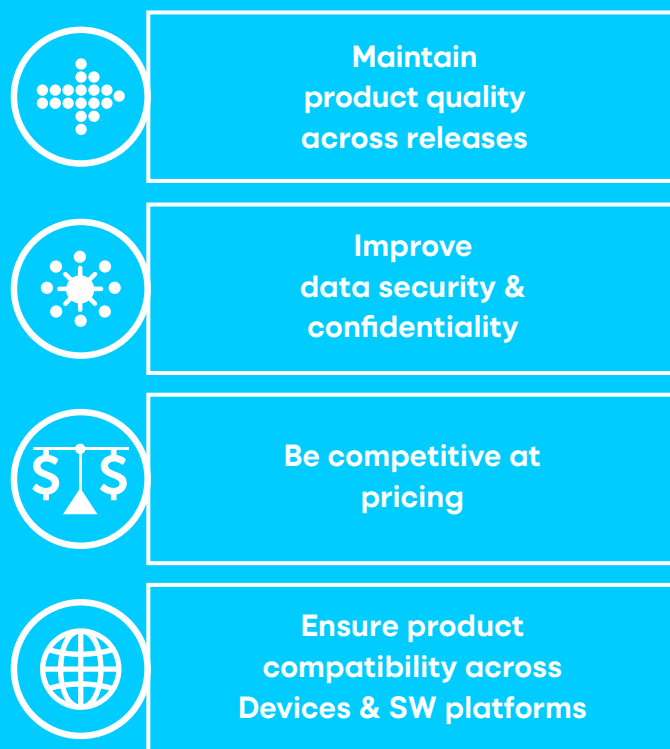 Maintain
product quality
across releases
Improve
data security &
confidentiality
$ $
Be competitive at
pricing
Ensure product
compatibility across
Devices & SW platforms